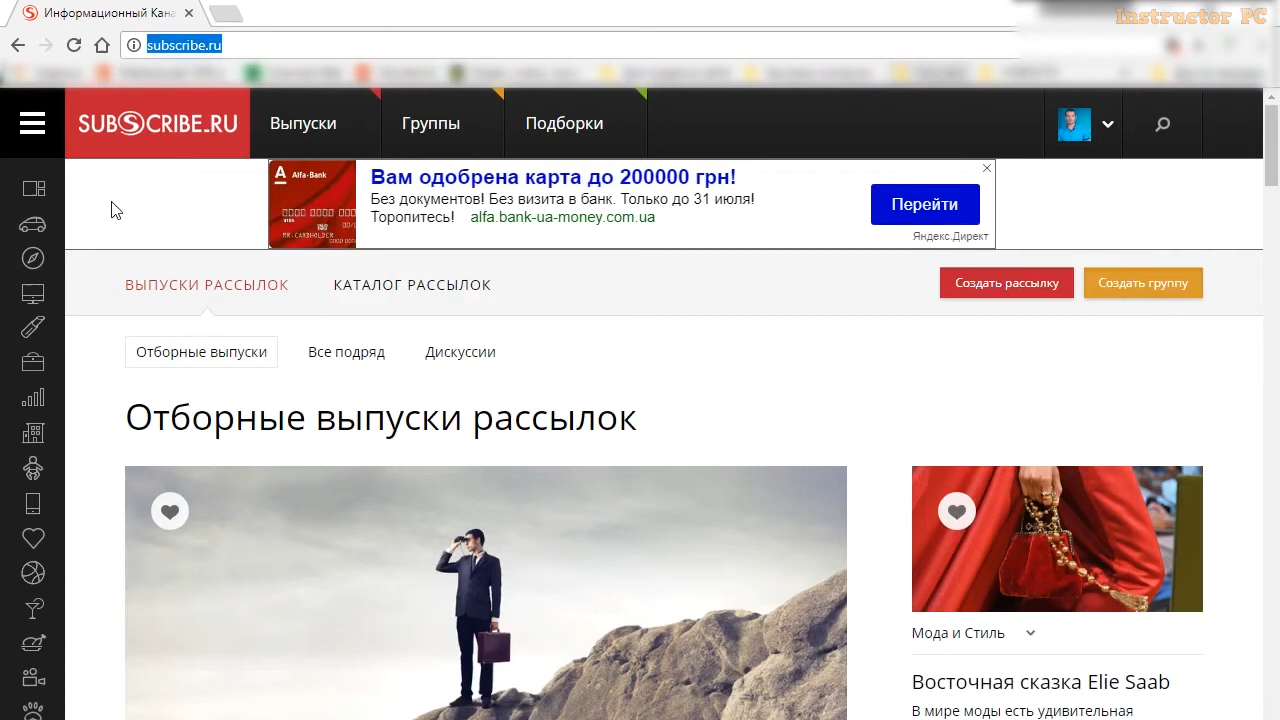 Информационный Кана
Instructor PC
subscribe.ru
SUBSCRIBE.RU
Выпуски
Группы
Подборки
Alfa-Bank
MR.CARDHOLDER
Вам одобрена карта до 200000 грн!
Без документов! Без визита в банк. Только до 31 июля!
Торопитесь! alfa.bank-ua-money.com.ua
Перейти
Яндекс.Директ
ВЫПУСКИ РАССЫЛОК
КАТАЛОГ РАССЫЛОК
Создать рассылку
Создать группу
Отборные выпуски
Все подряд
Дискуссии
Отборные выпуски рассылок
Мода и Стиль
Восточная сказка Elie Saab
В мире моды есть удивительная